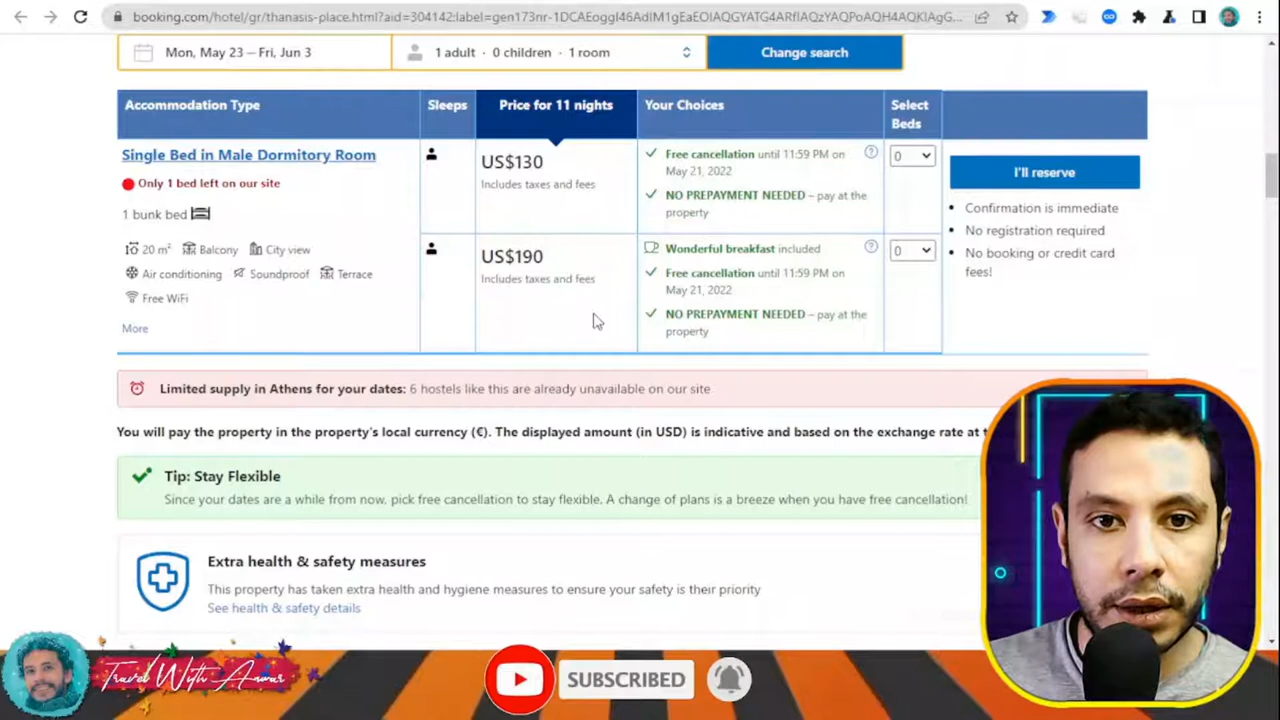 booking.com/hotel/gr/thanasis-place.html?aid=304142;label=gen173nr-1DCAEoggI46AdIM1gEaEOIAQGYATG4ARfIAQzYAQPoAQH4AQKIAgG...
Mon, May 23 — Fri, Jun 3
1 adult · 0 children · 1 room
Change search
Accommodation Type
Sleeps
Price for 11 nights
Your Choices
Select
Beds
Single Bed in Male Dormitory Room
Only 1 bed left on our site
1 bunk bed
20 m² Balcony City view
Air conditioning Soundproof Terrace
Free WiFi
More
US$130
Includes taxes and fees
Free cancellation until 11:59 PM on
May 21, 2022
NO PREPAYMENT NEEDED – pay at the
property
0
US$190
Includes taxes and fees
Wonderful breakfast included
Free cancellation until 11:59 PM on
May 21, 2022
NO PREPAYMENT NEEDED – pay at the
property
0
I'll reserve
Confirmation is immediate
No registration required
No booking or credit card
fees!
Limited supply in Athens for your dates: 6 hostels like this are already unavailable on our site
You will pay the property in the property's local currency (€). The displayed amount (in USD) is indicative and based on the exchange rate at
Tip: Stay Flexible
Since your dates are a while from now, pick free cancellation to stay flexible. A change of plans is a breeze when you have free cancellation!
Extra health & safety measures
This property has taken extra health and hygiene measures to ensure your safety is their priority
See health & safety details
Travel With Anwar
SUBSCRIBED